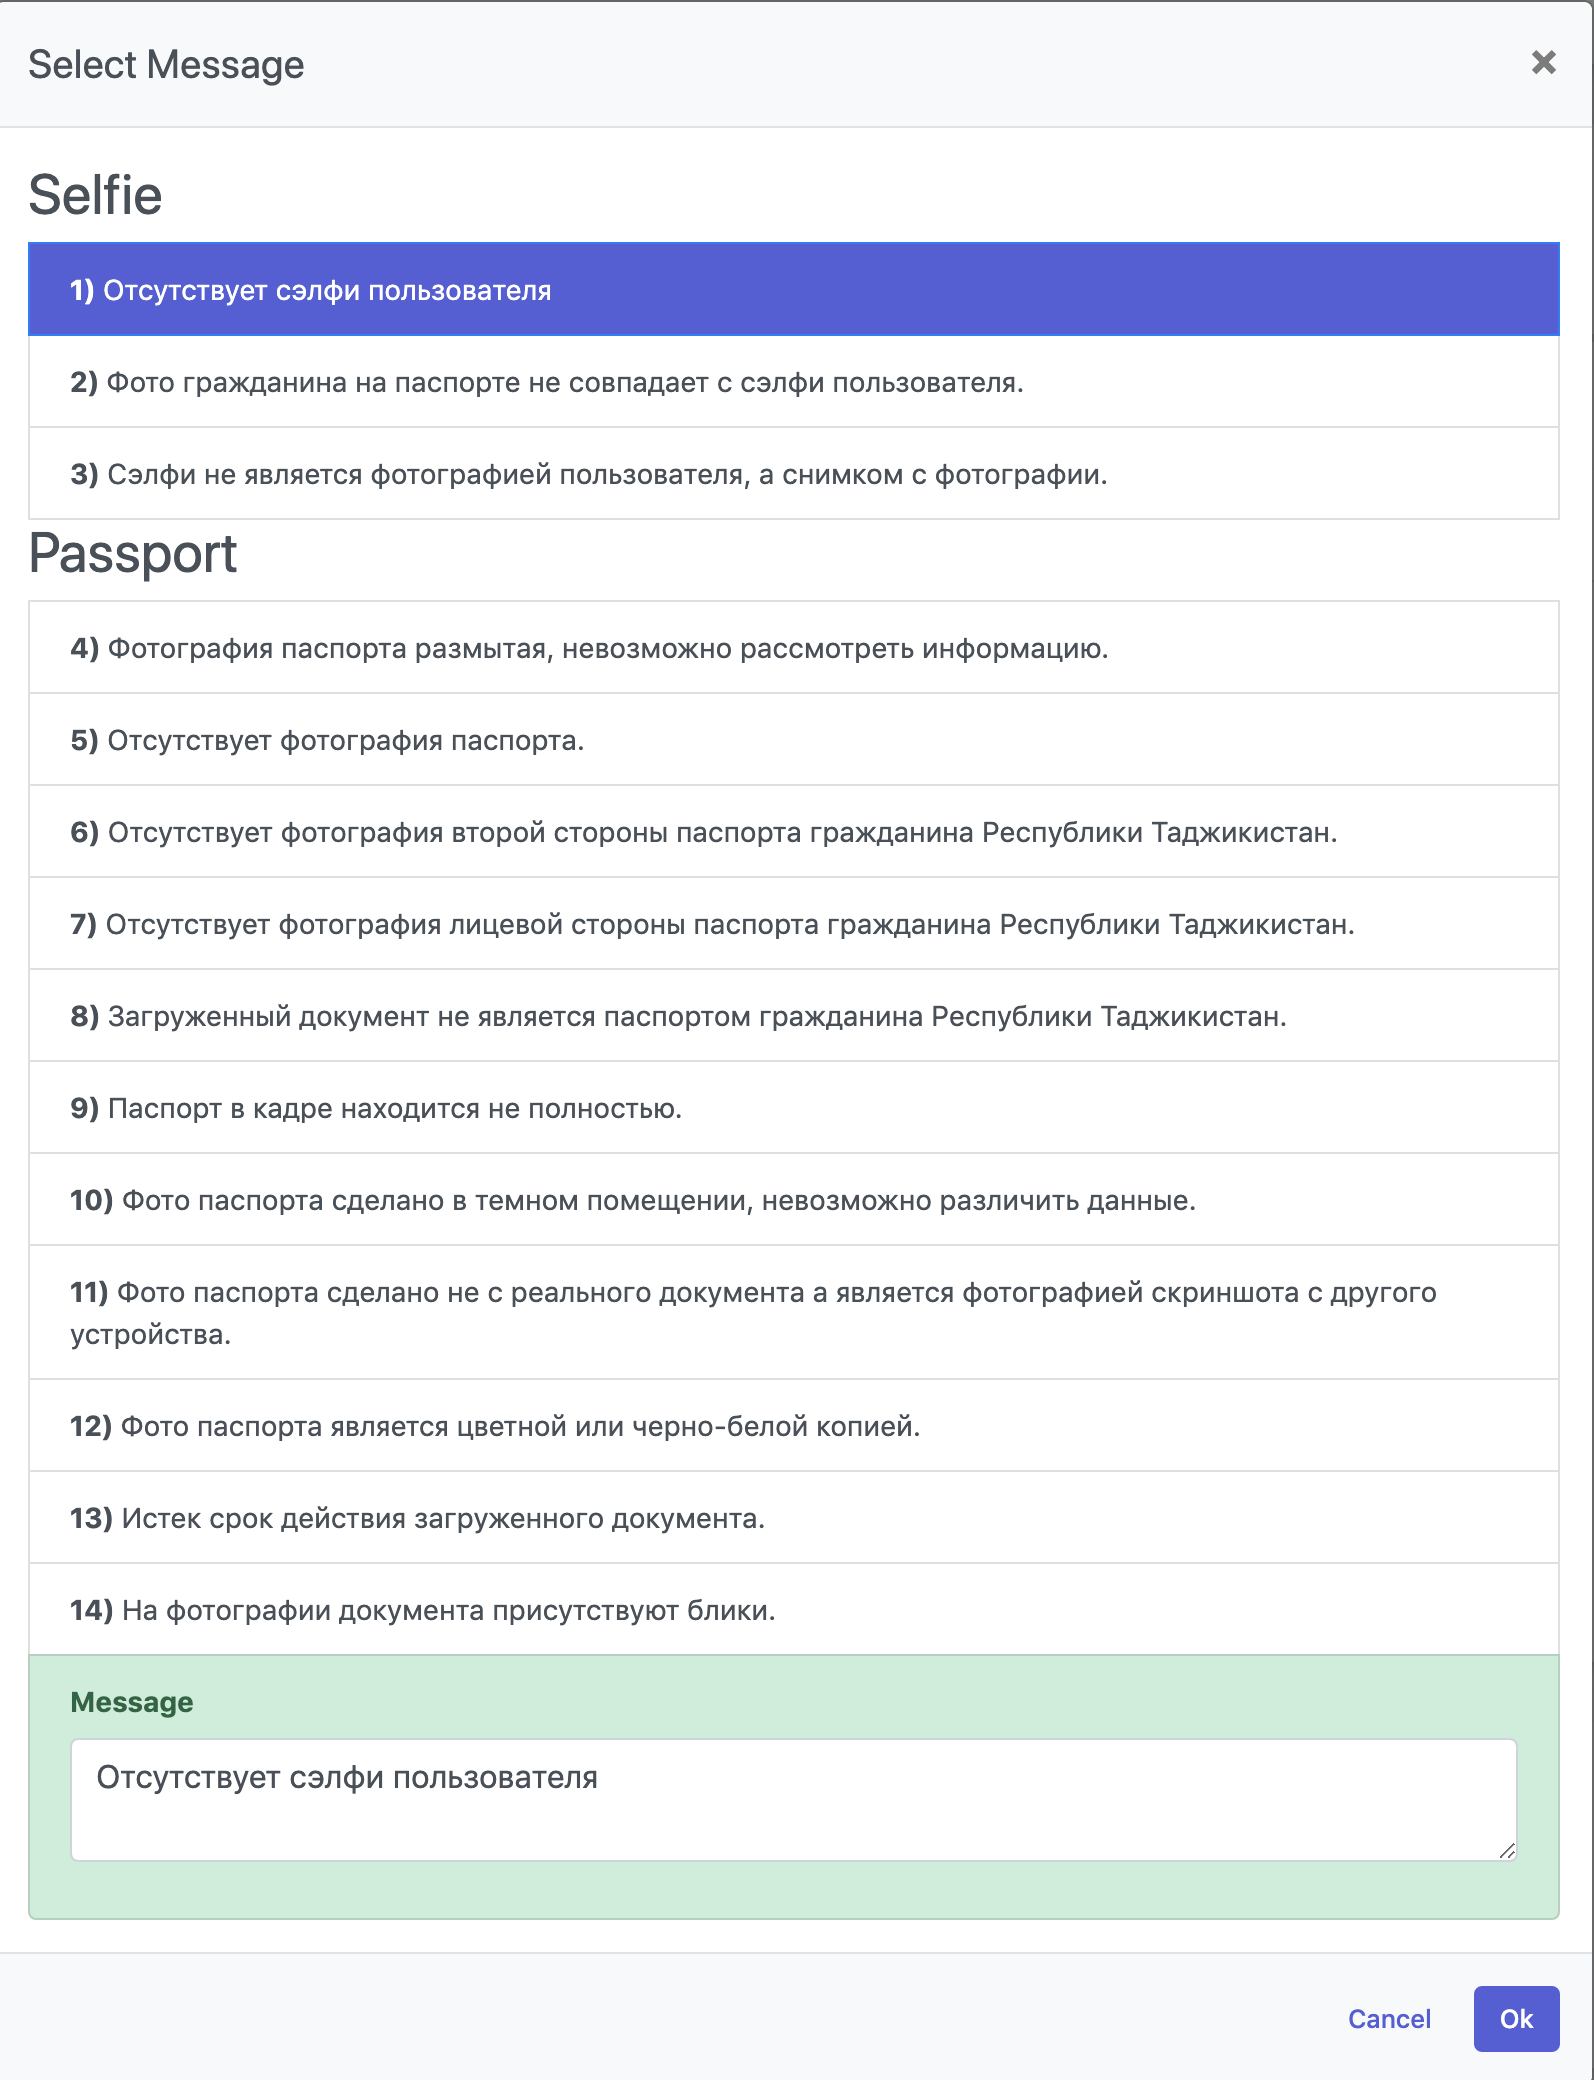 Select Message
Selfie
1) Отсутствует сэлфи пользователя
2) Фото гражданина на паспорте не совпадает с сэлфи пользователя.
3) Сэлфи не является фотографией пользователя, а снимком с фотографии.
Passport
4) Фотография паспорта размытая, невозможно рассмотреть информацию.
5) Отсутствует фотография паспорта.
6) Отсутствует фотография второй стороны паспорта гражданина Республики Таджикистан.
7) Отсутствует фотография лицевой стороны паспорта гражданина Республики Таджикистан.
8) Загруженный документ не является паспортом гражданина Республики Таджикистан.
9) Паспорт в кадре находится не полностью.
10) Фото паспорта сделано в темном помещении, невозможно различить данные.
11) Фото паспорта сделано не с реального документа а является фотографией скриншота с другого
устройства.
12) Фото паспорта является цветной или черно-белой копией.
13) Истек срок действия загруженного документа.
14) На фотографии документа присутствуют блики.
Message
Отсутствует сэлфи пользователя
Cancel
Ok